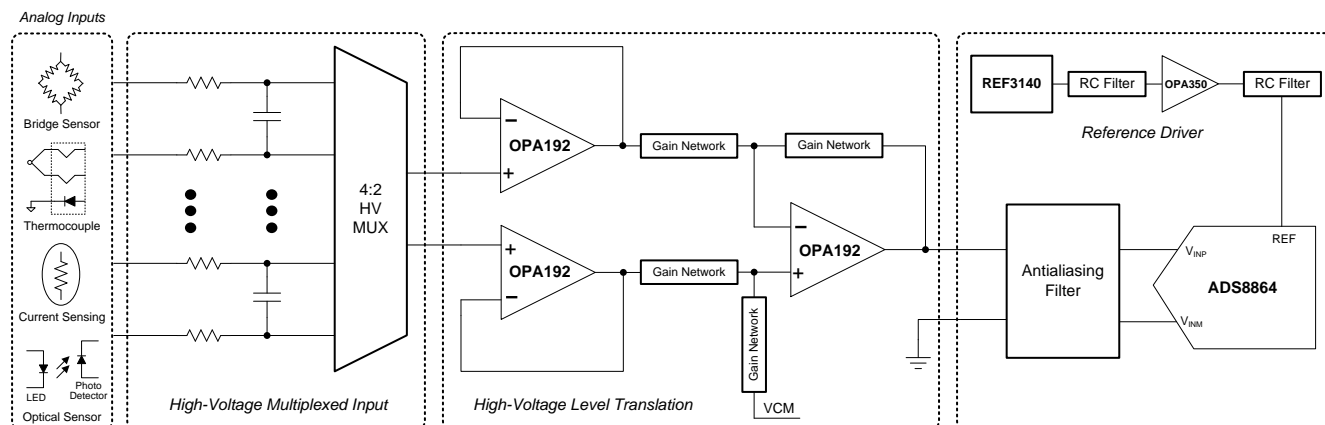 Analog Inputs
Bridge Sensor
Thermocouple
Current Sensing
LED
Photo
Detector
Optical Sensor
4:2
HV
MUX
High-Voltage Multiplexed Input
OPA192
Gain Network
Gain Network
OPA192
Gain Network
OPA192
Gain Network
VCM
High-Voltage Level Translation
REF3140
RC Filter
OPA350
RC Filter
Reference Driver
Antialiasing
Filter
REF
VINP
ADS8864
VINM